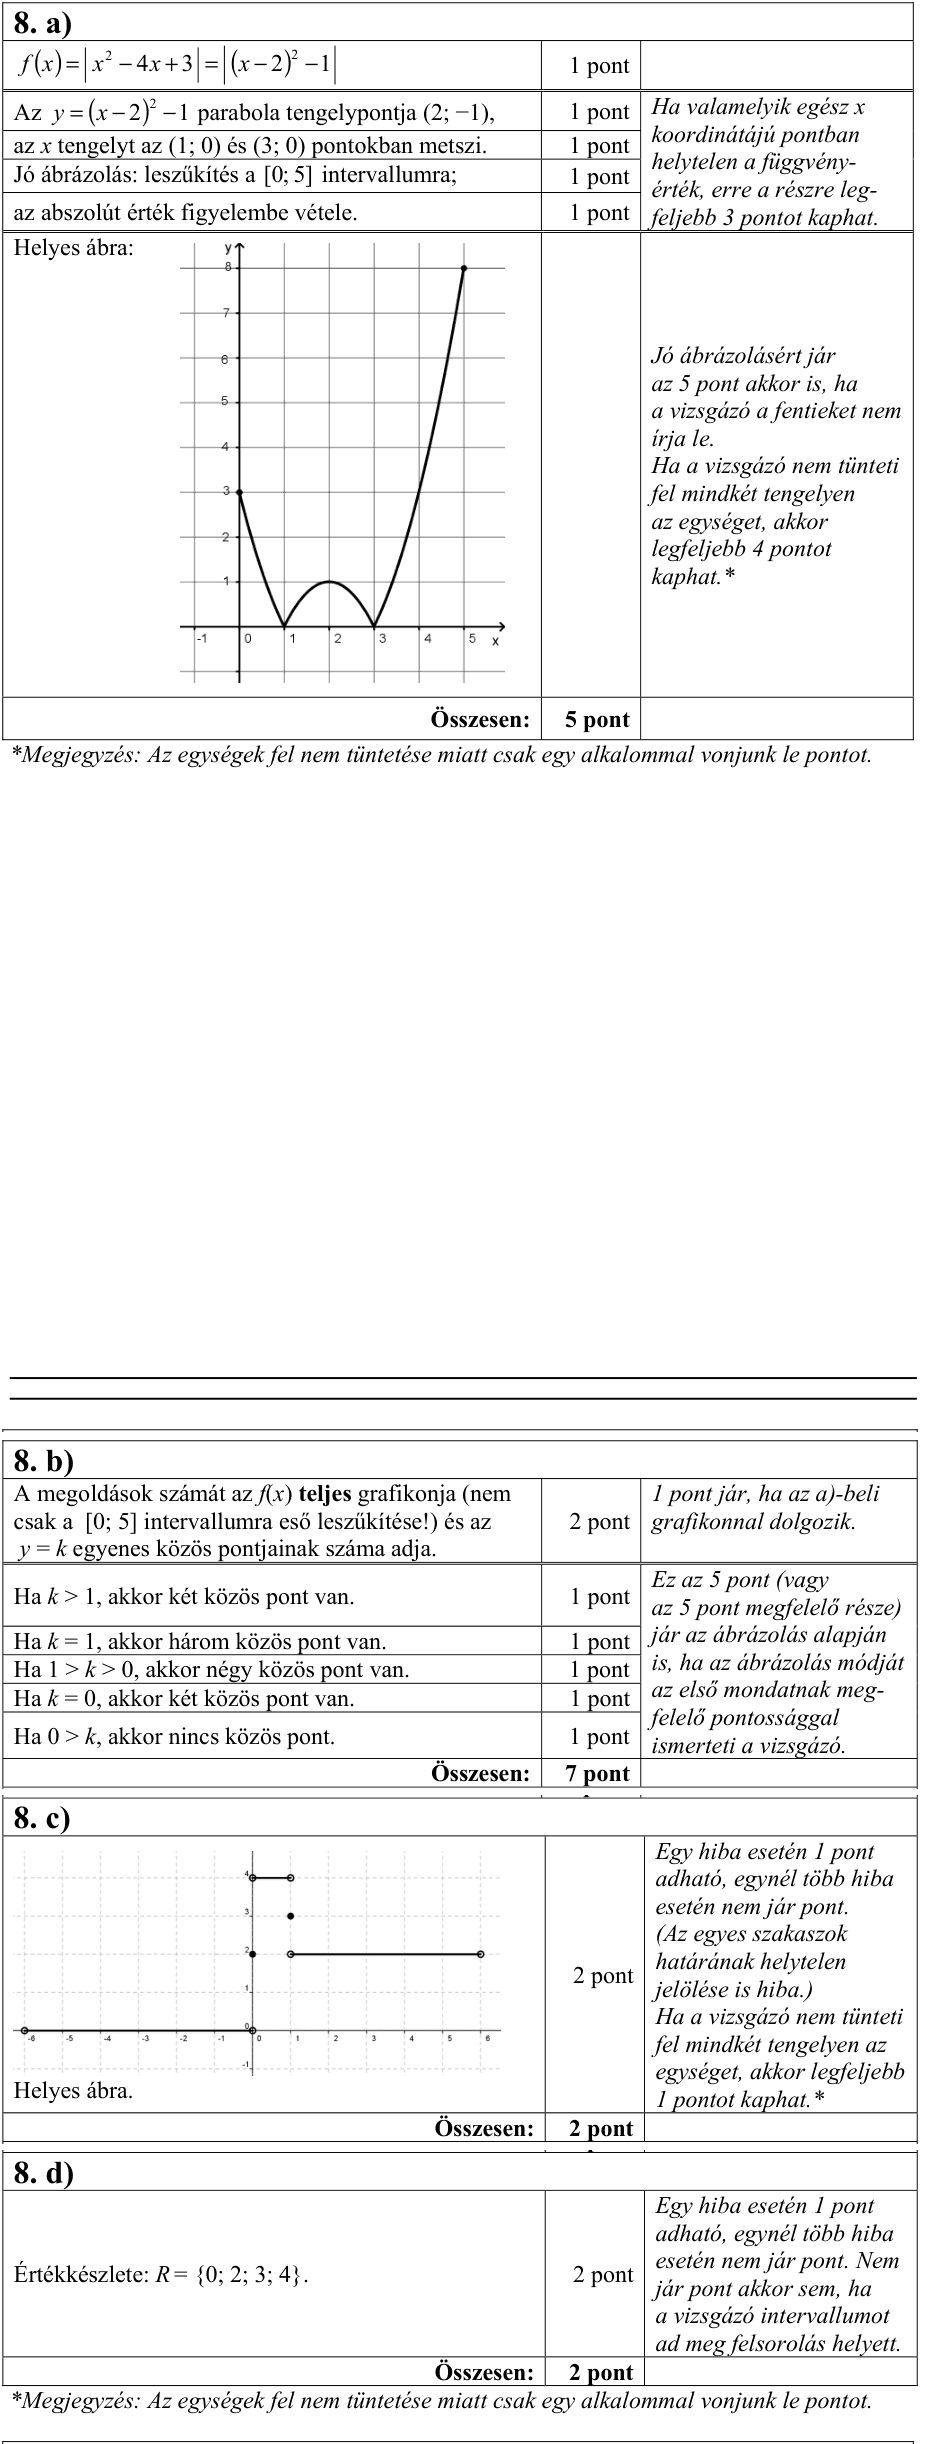 8. a)
f(x)=|x² − 4x+3|=|(x−2)² −1|
1 pont
Az y=(x−2)² −1 parabola tengelypontja (2; −1),
1 pont
az x tengelyt az (1; 0) és (3; 0) pontokban metszi.
1 pont
Jó ábrázolás: leszűkítés a [0; 5] intervallumra;
1 pont
az abszolút érték figyelembe vétele.
1 pont
Ha valamelyik egész x
koordinátájú pontban
helytelen a függvény-
érték, erre a részre leg-
feljebb 3 pontot kaphat.
Helyes ábra:
y
8
7
6
5
4
3
2
1
-1 0 1 2 3 4 5 x
Jó ábrázolásért jár
az 5 pont akkor is, ha
a vizsgázó a fentieket nem
írja le.
Ha a vizsgázó nem tünteti
fel mindkét tengelyen
az egységet, akkor
legfeljebb 4 pontot
kaphat.*
Összesen: 5 pont
*Megjegyzés: Az egységek fel nem tüntetése miatt csak egy alkalommal vonjunk le pontot.
8. b)
A megoldások számát az f(x) teljes grafikonja (nem
csak a [0; 5] intervallumra eső leszűkítése!) és az
y = k egyenes közös pontjainak száma adja.
2 pont
1 pont jár, ha az a)-beli
grafikonnal dolgozik.
Ha k > 1, akkor két közös pont van.
1 pont
Ha k = 1, akkor három közös pont van.
1 pont
Ha 1 > k > 0, akkor négy közös pont van.
1 pont
Ha k = 0, akkor két közös pont van.
1 pont
Ha 0 > k, akkor nincs közös pont.
1 pont
Ez az 5 pont (vagy
az 5 pont megfelelő része)
jár az ábrázolás alapján
is, ha az ábrázolás módját
az első mondatnak meg-
felelő pontossággal
ismerteti a vizsgázó.
Összesen: 7 pont
8. c)
4
3
2
1
0
-1
-6 -5 -4 -3 -2 -1 0 1 2 3 4 5 6
Helyes ábra.
2 pont
Egy hiba esetén 1 pont
adható, egynél több hiba
esetén nem jár pont.
(Az egyes szakaszok
határának helytelen
jelölése is hiba.)
Ha a vizsgázó nem tünteti
fel mindkét tengelyen az
egységet, akkor legfeljebb
1 pontot kaphat.*
Összesen: 2 pont
8. d)
Értékkészlete: R = {0; 2; 3; 4}.
2 pont
Egy hiba esetén 1 pont
adható, egynél több hiba
esetén nem jár pont. Nem
jár pont akkor sem, ha
a vizsgázó intervallumot
ad meg felsorolás helyett.
Összesen: 2 pont
*Megjegyzés: Az egységek fel nem tüntetése miatt csak egy alkalommal vonjunk le pontot.